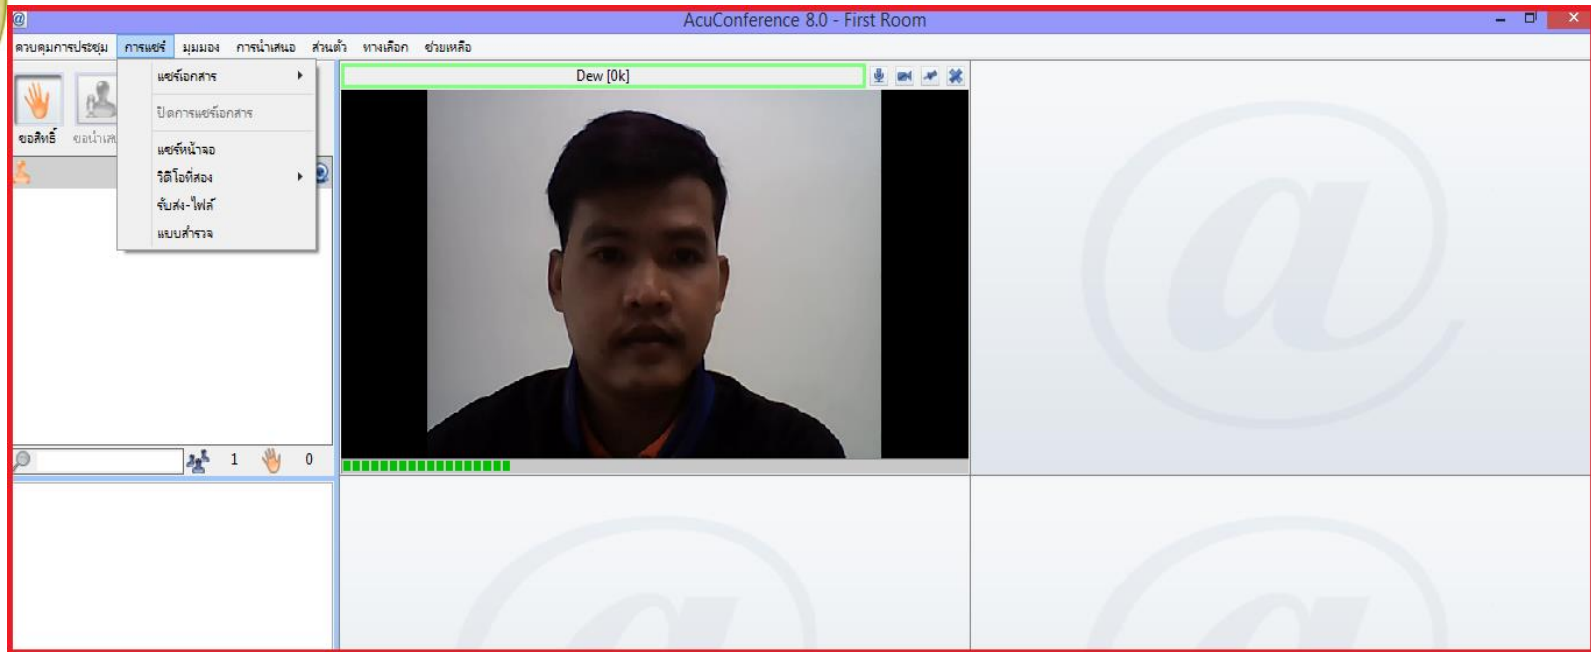 @ AcuConference 8.0 - First Room
ควบคุมการประชุม การแชร์ มุมมอง การนำเสนอ ส่วนตัว ทางเลือก ช่วยเหลือ
แชร์เอกสาร
ปิดการแชร์เอกสาร
แชร์หน้าจอ
วิดีโอที่สอง
รับส่ง-ไฟล์
แบบสำรวจ
ขอสิทธิ์
Dew [0k]
1 0
@
@
@